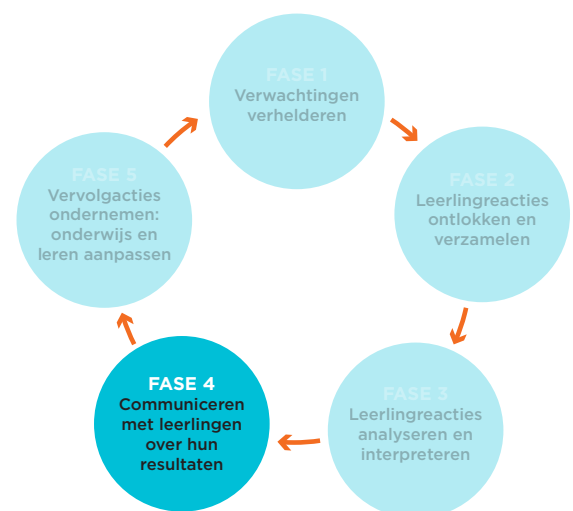 FASE 1
Verwachtingen
verhelderen
FASE 2
Leerlingreacties
ontlokken en
verzamelen
FASE 3
Leerlingreacties
analyseren en
interpreteren
FASE 4
Communiceren
met leerlingen
over hun
resultaten
FASE 5
Vervolgacties
ondernemen:
onderwijs en
leren aanpassen